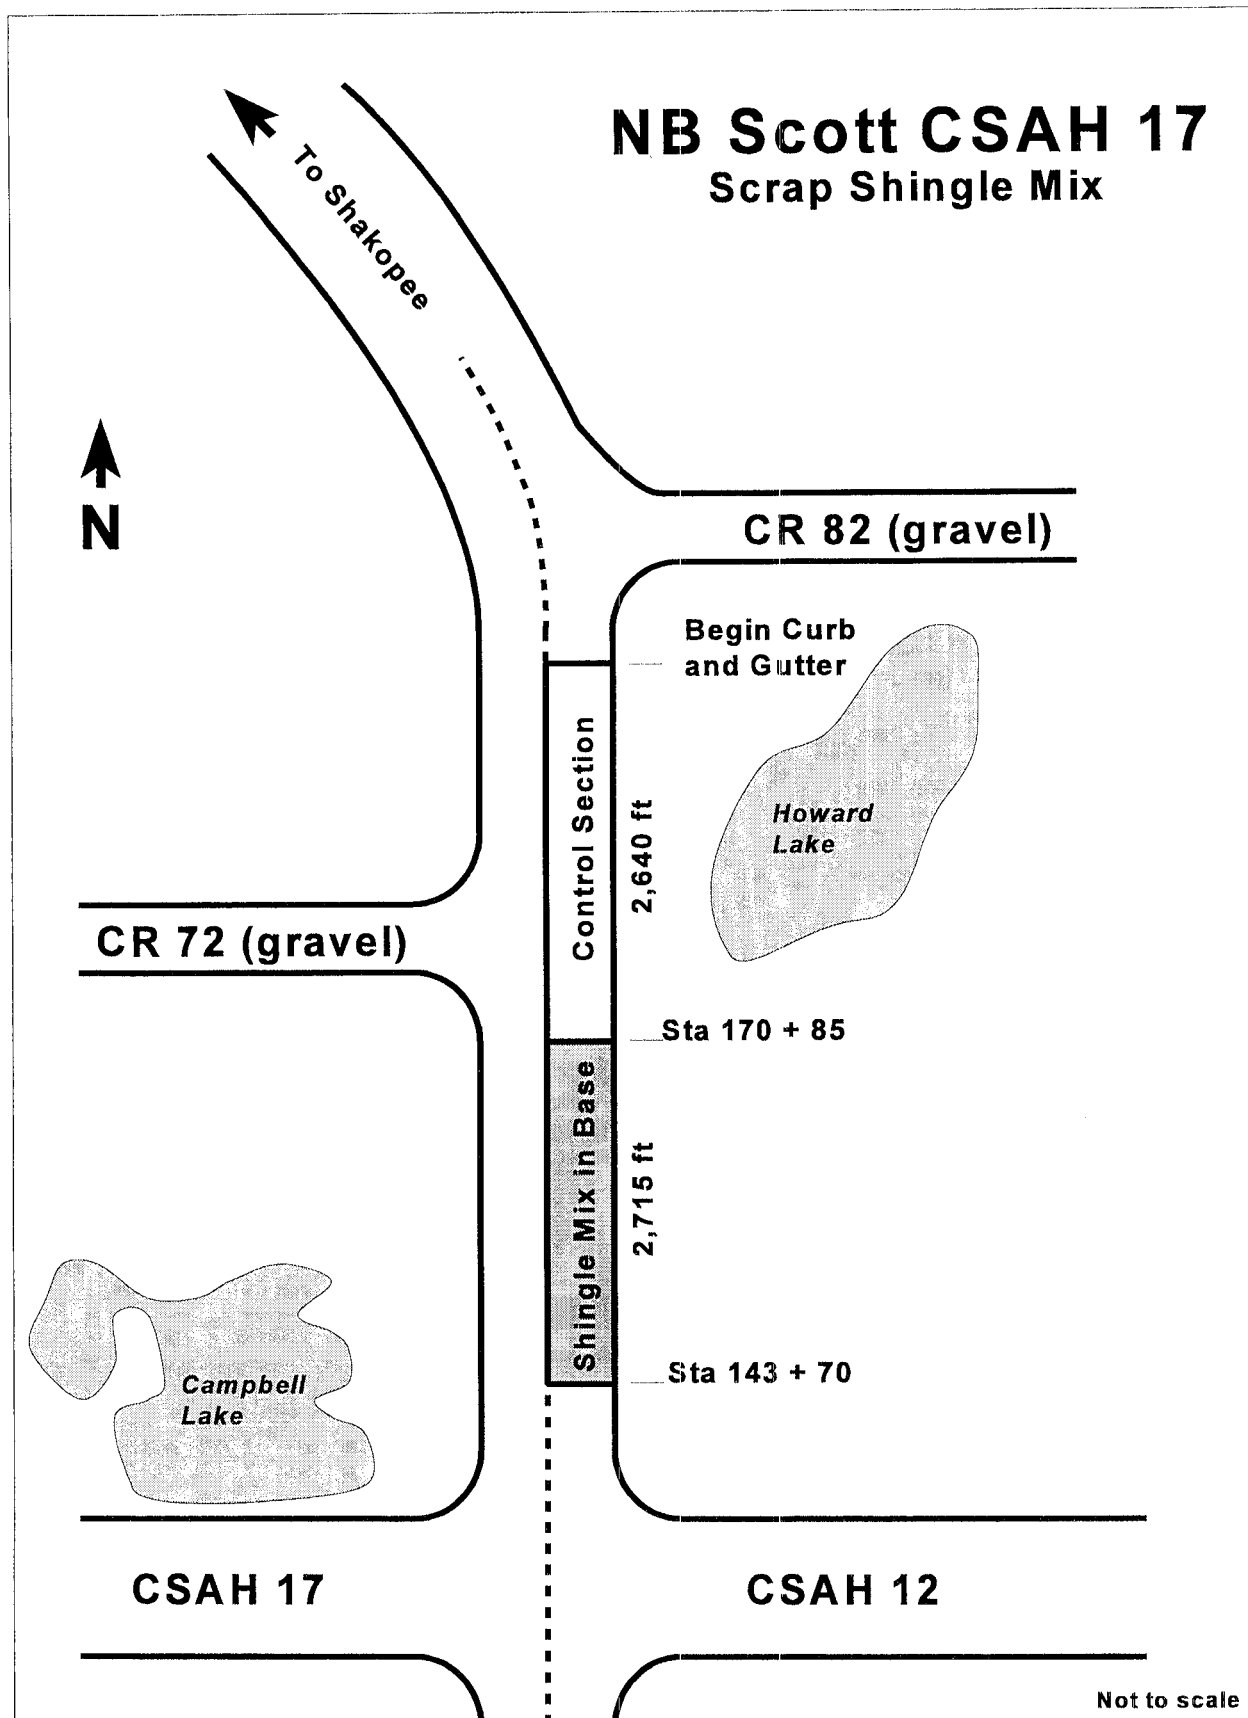 NB Scott CSAH 17
Scrap Shingle Mix
To Shakopee
N
CR 82 (gravel)
Begin Curb
and Gutter
Control Section
2,640 ft
Howard
Lake
CR 72 (gravel)
Sta 170 + 85
Shingle Mix in Base
2,715 ft
Sta 143 + 70
Campbell
Lake
CSAH 17
CSAH 12
Not to scale